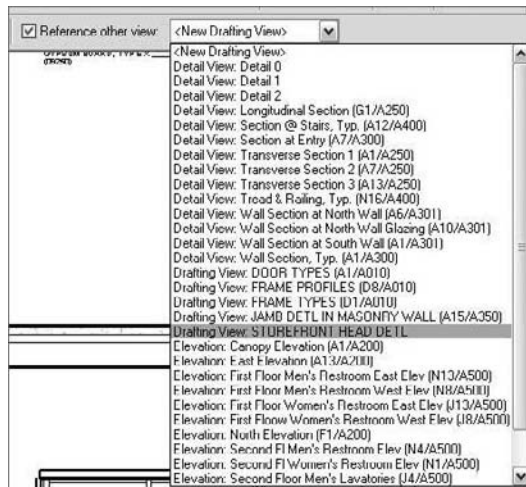 Reference other view: <New Drafting View>
GYPSUM BOARD, TYPE X
(09250)
<New Drafting View>
Detail View: Detail 0
Detail View: Detail 1
Detail View: Detail 2
Detail View: Longitudinal Section (G1/A250)
Detail View: Section @ Stairs, Typ. (A12/A400)
Detail View: Section at Entry (A7/A300)
Detail View: Transverse Section 1 (A1/A250)
Detail View: Transverse Section 2 (A7/A250)
Detail View: Transverse Section 3 (A13/A250)
Detail View: Tread & Railing, Typ. (N16/A400)
Detail View: Wall Section at North Wall (A6/A301)
Detail View: Wall Section at North Wall Glazing (A10/A301)
Detail View: Wall Section at South Wall (A1/A301)
Detail View: Wall Section, Typ. (A1/A300)
Drafting View: DOOR TYPES (A1/A010)
Drafting View: FRAME PROFILES (D8/A010)
Drafting View: FRAME TYPES (D1/A010)
Drafting View: JAMB DETL IN MASONRY WALL (A15/A350)
Drafting View: STOREFRONT HEAD DETL
Elevation: Canopy Elevation (A1/A200)
Elevation: East Elevation (A13/A200)
Elevation: First Floor Men's Restroom East Elev (N13/A500)
Elevation: First Floor Men's Restroom West Elev (N8/A500)
Elevation: First Floor Women's Restroom East Elev (J13/A500)
Elevation: First Floow Women's Restroom West Elev (J8/A500)
Elevation: North Elevation (F1/A200)
Elevation: Second Fl Men's Restroom Elev (N4/A500)
Elevation: Second Fl Women's Restroom Elev (N1/A500)
Elevation: Second Floor Men's Lavatories (J4/A500)